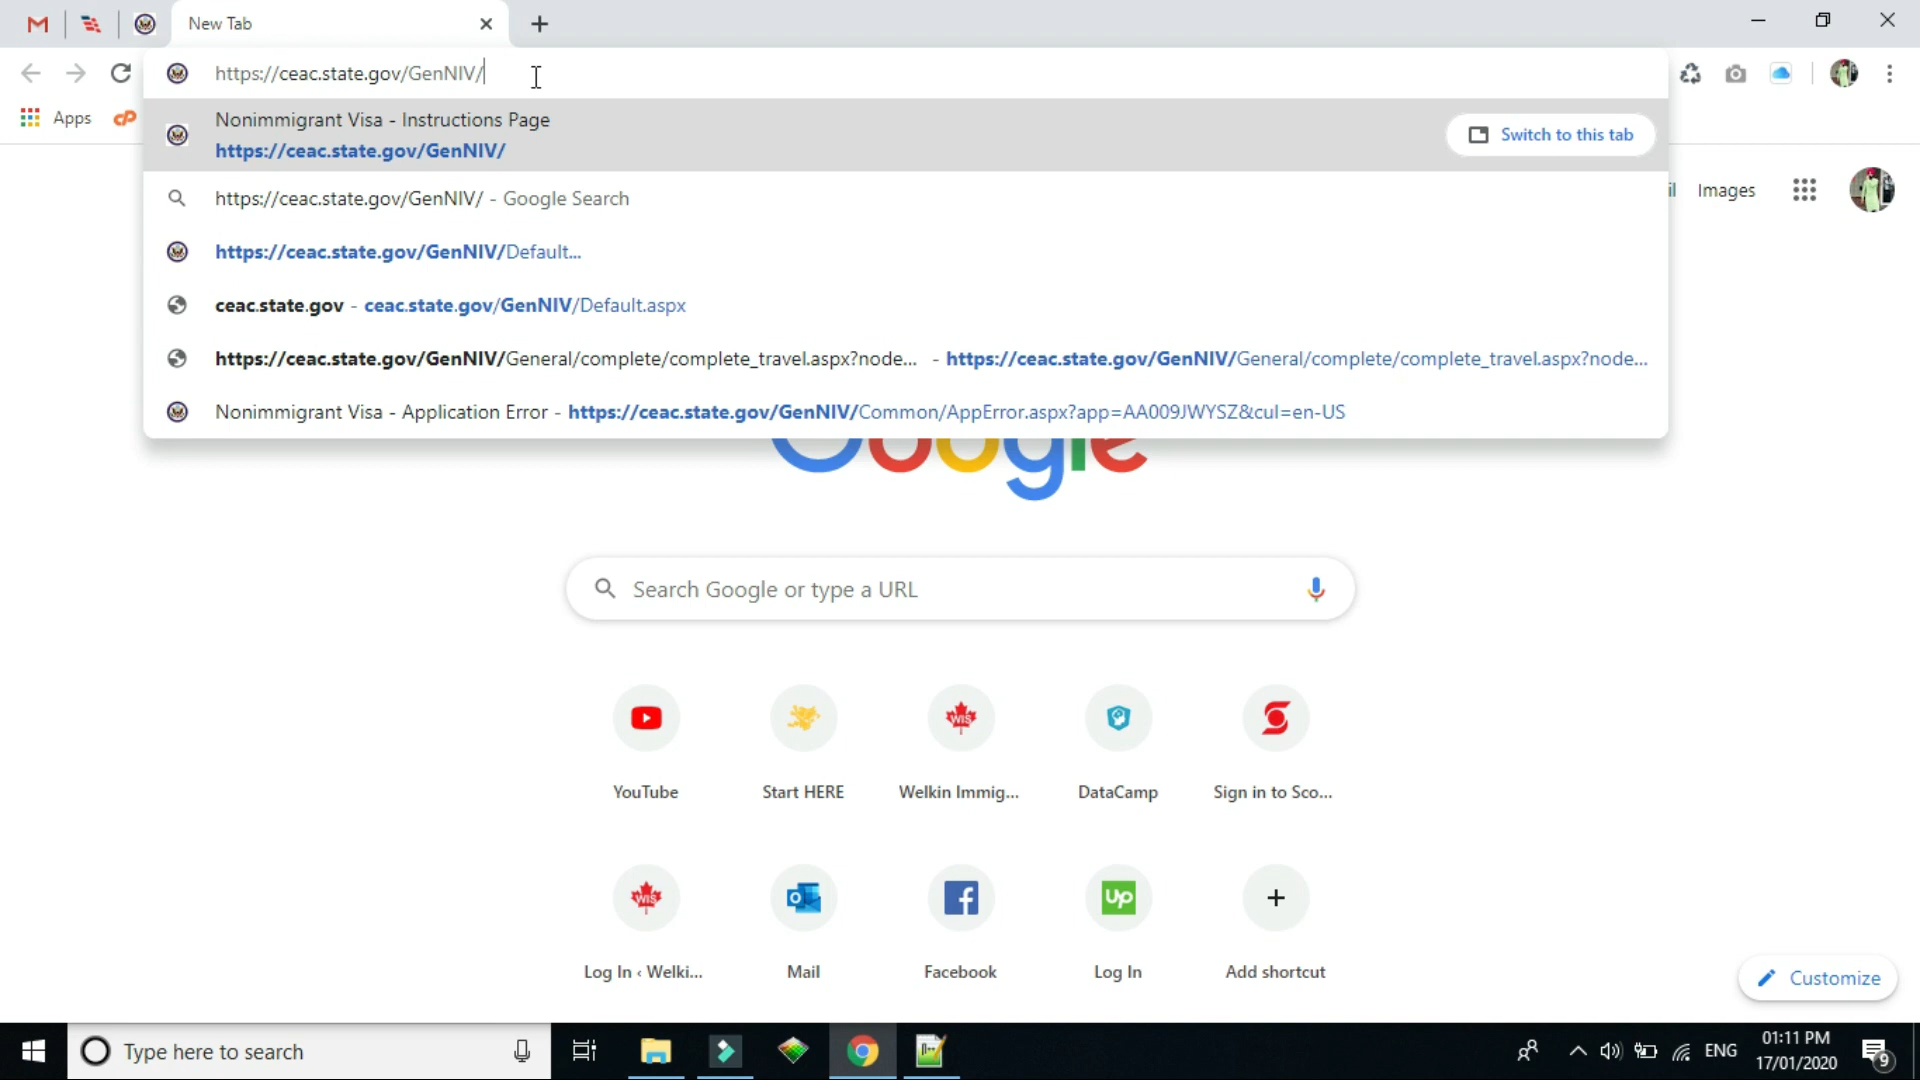 New Tab
https://ceac.state.gov/GenNIV/
Apps
Nonimmigrant Visa - Instructions Page
https://ceac.state.gov/GenNIV/
Switch to this tab
https://ceac.state.gov/GenNIV/ - Google Search
il Images
https://ceac.state.gov/GenNIV/Default...
ceac.state.gov - ceac.state.gov/GenNIV/Default.aspx
https://ceac.state.gov/GenNIV/General/complete/complete_travel.aspx?node... - https://ceac.state.gov/GenNIV/General/complete/complete_travel.aspx?node...
Nonimmigrant Visa - Application Error - https://ceac.state.gov/GenNIV/Common/AppError.aspx?app=AA009JWYSZ&cul=en-US
Google
Search Google or type a URL
WIS
YouTube Start HERE Welkin Immig... DataCamp Sign in to Sco...
WIS Up
Log In ‹ Welki... Mail Facebook Log In Add shortcut
Customize
Type here to search
ENG
01:11 PM
17/01/2020
9